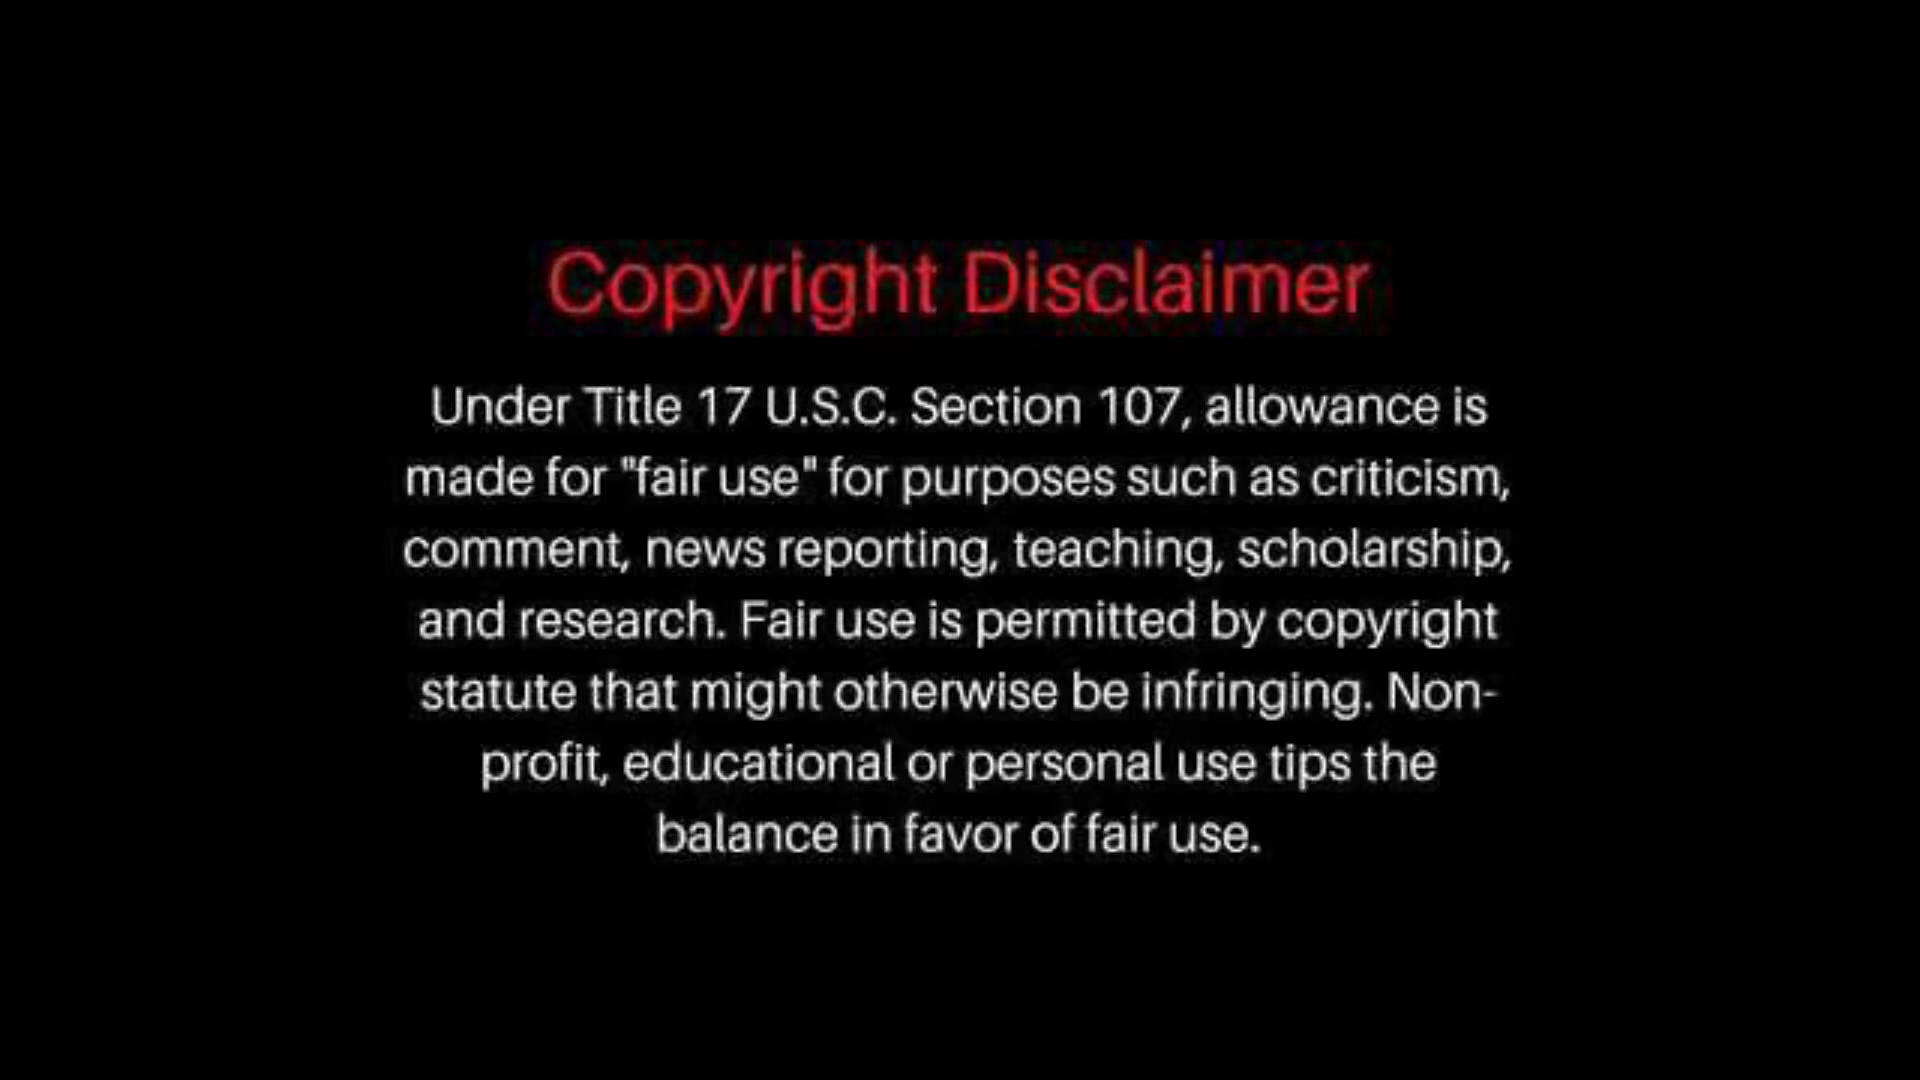 Copyright Disclaimer
Under Title 17 U.S.C. Section 107, allowance is
made for "fair use" for purposes such as criticism,
comment, news reporting, teaching, scholarship,
and research. Fair use is permitted by copyright
statute that might otherwise be infringing. Non-
profit, educational or personal use tips the
balance in favor of fair use.